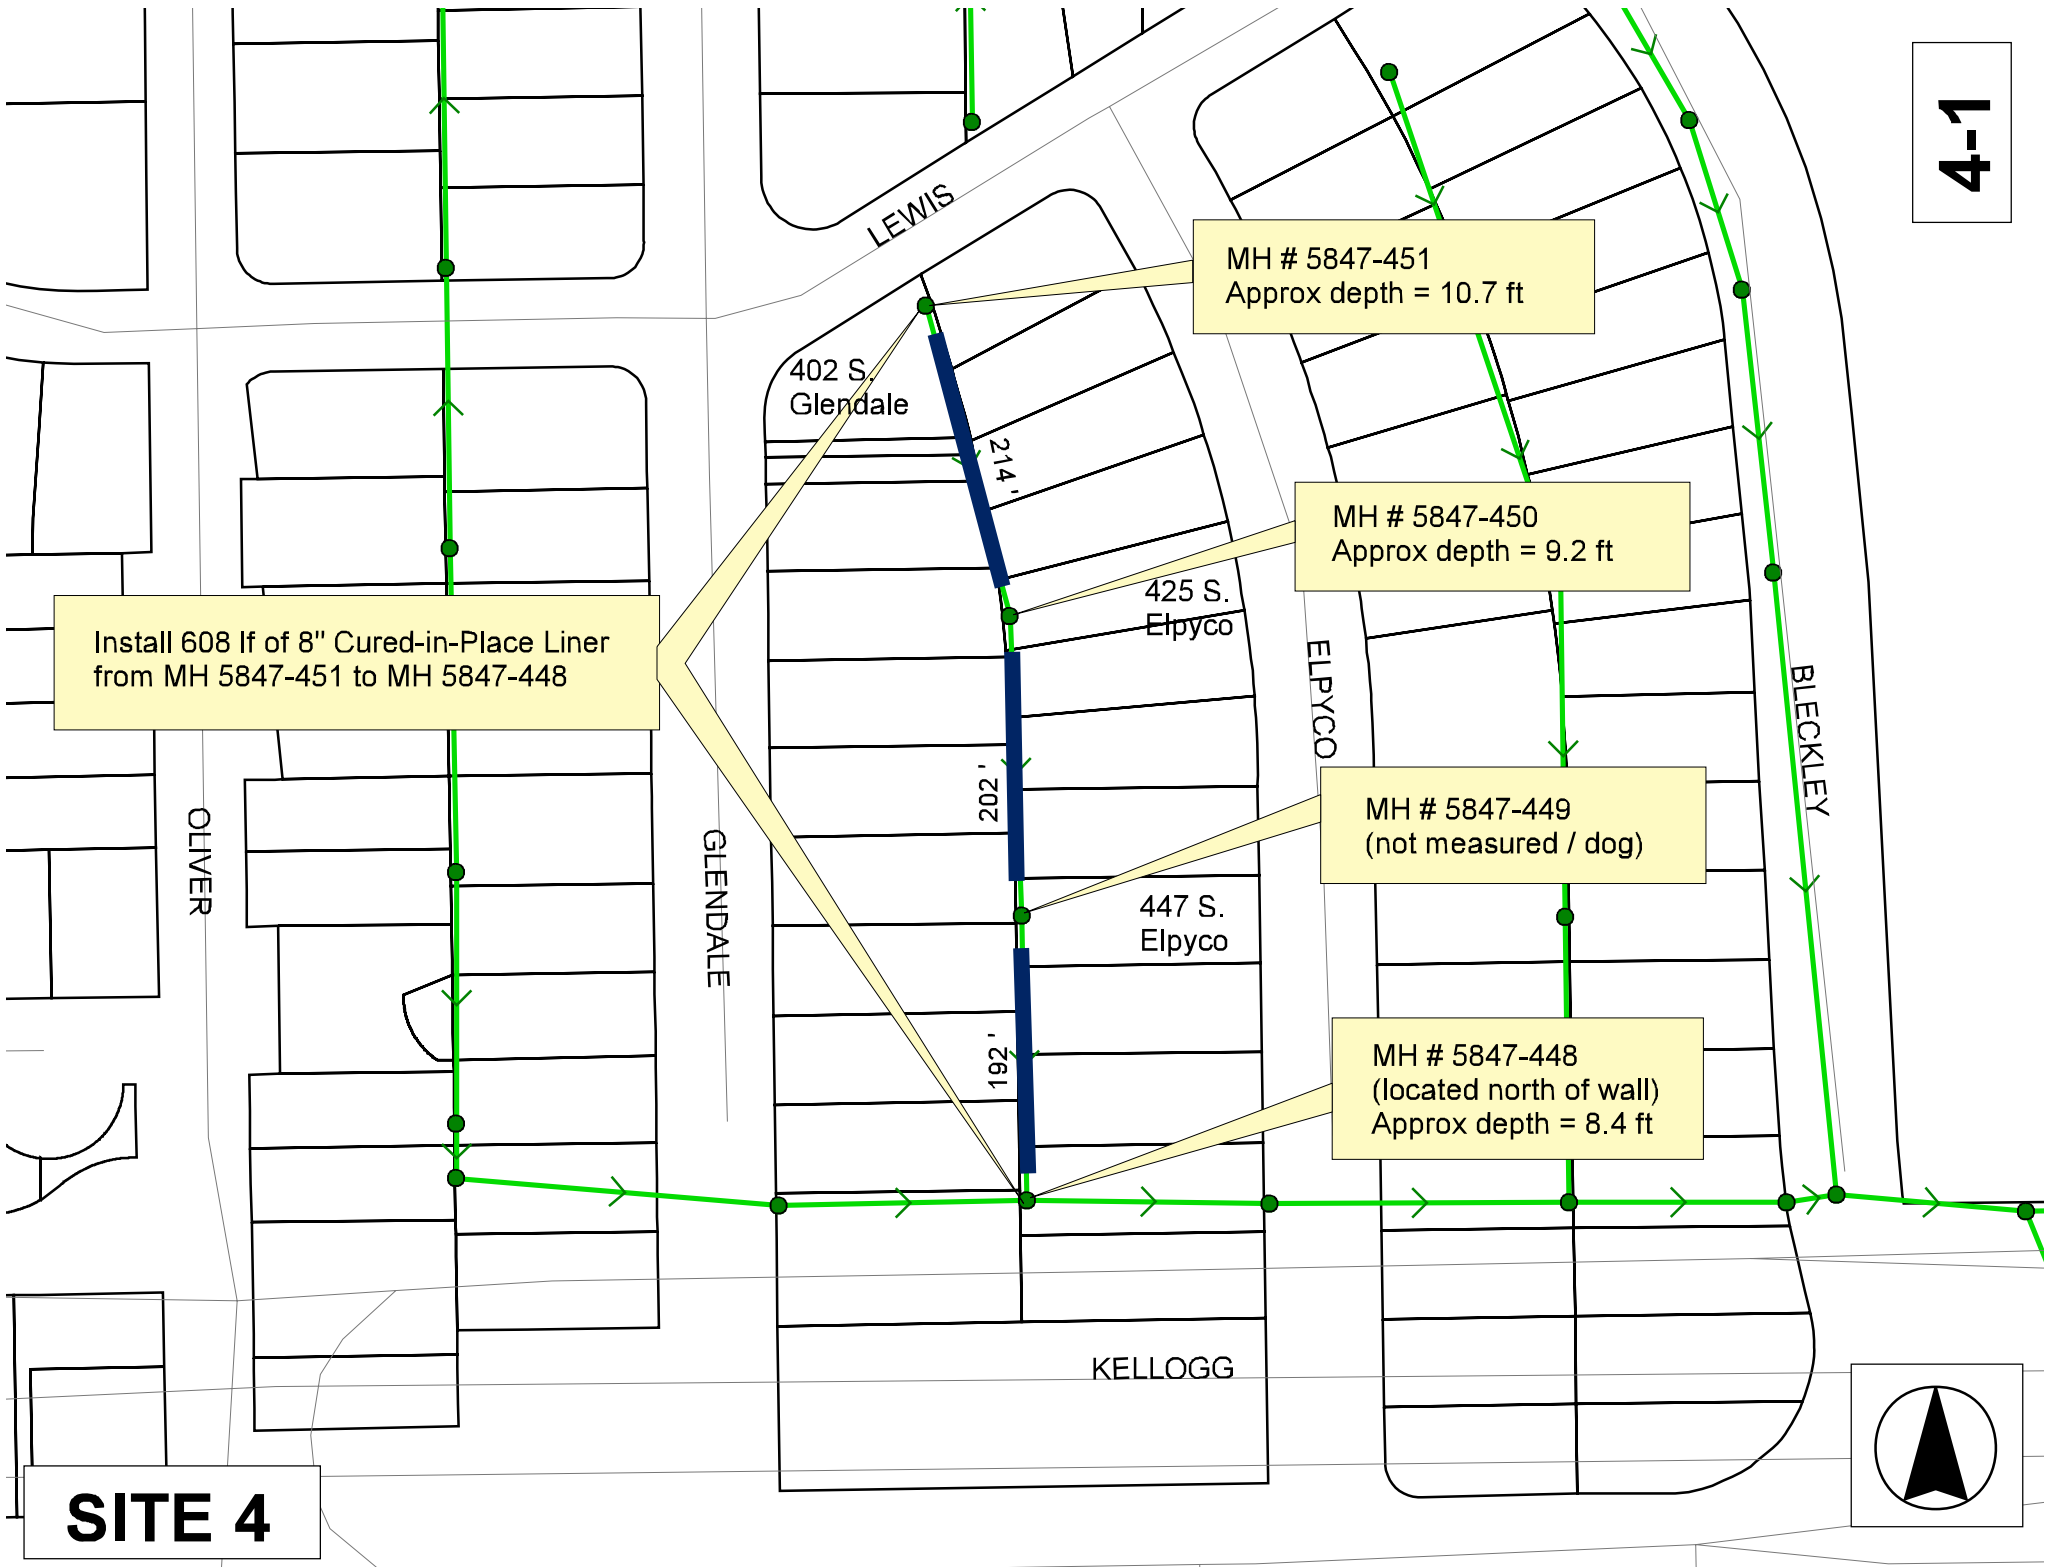 4-1
LEWIS
MH # 5847-451
Approx depth = 10.7 ft
402 S.
Glendale
214 '
MH # 5847-450
Approx depth = 9.2 ft
425 S.
Elpyco
Install 608 lf of 8" Cured-in-Place Liner
from MH 5847-451 to MH 5847-448
ELPYCO
BLECKLEY
OLIVER
GLENDALE
202 '
MH # 5847-449
(not measured / dog)
447 S.
Elpyco
192 '
MH # 5847-448
(located north of wall)
Approx depth = 8.4 ft
KELLOGG
SITE 4